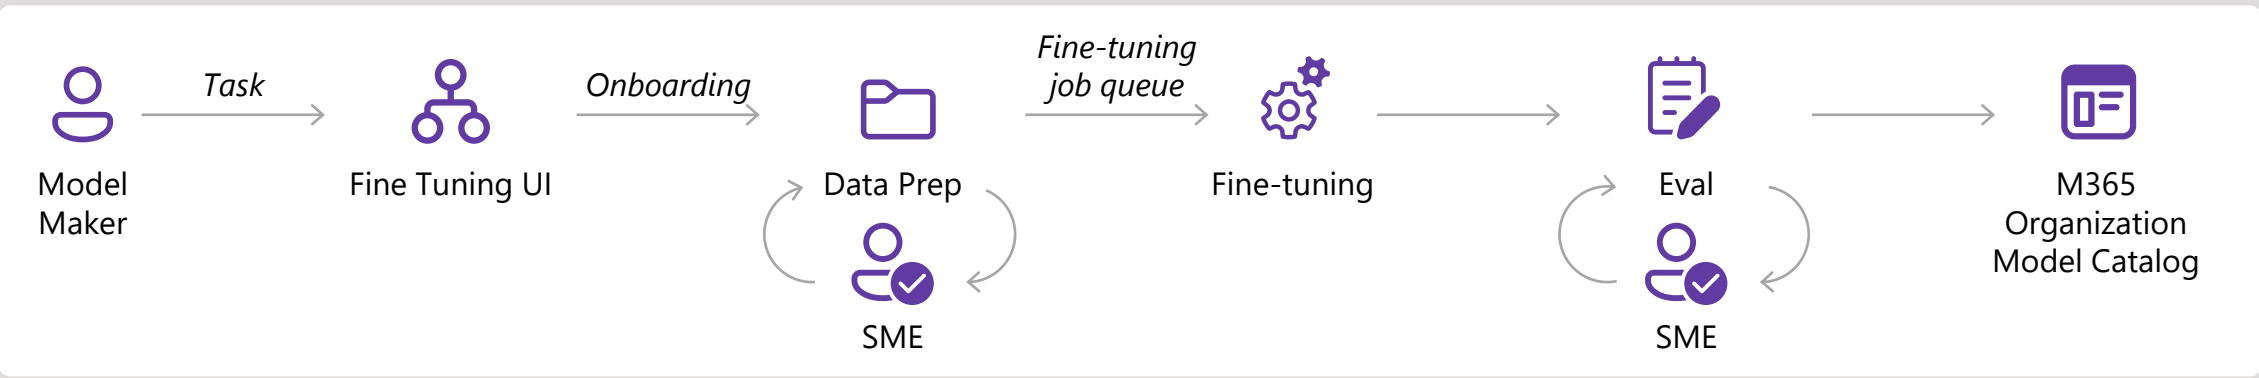 Model
Maker
Task
Fine Tuning UI
Onboarding
Data Prep
SME
Fine-tuning
job queue
Fine-tuning
Eval
SME
M365
Organization
Model Catalog